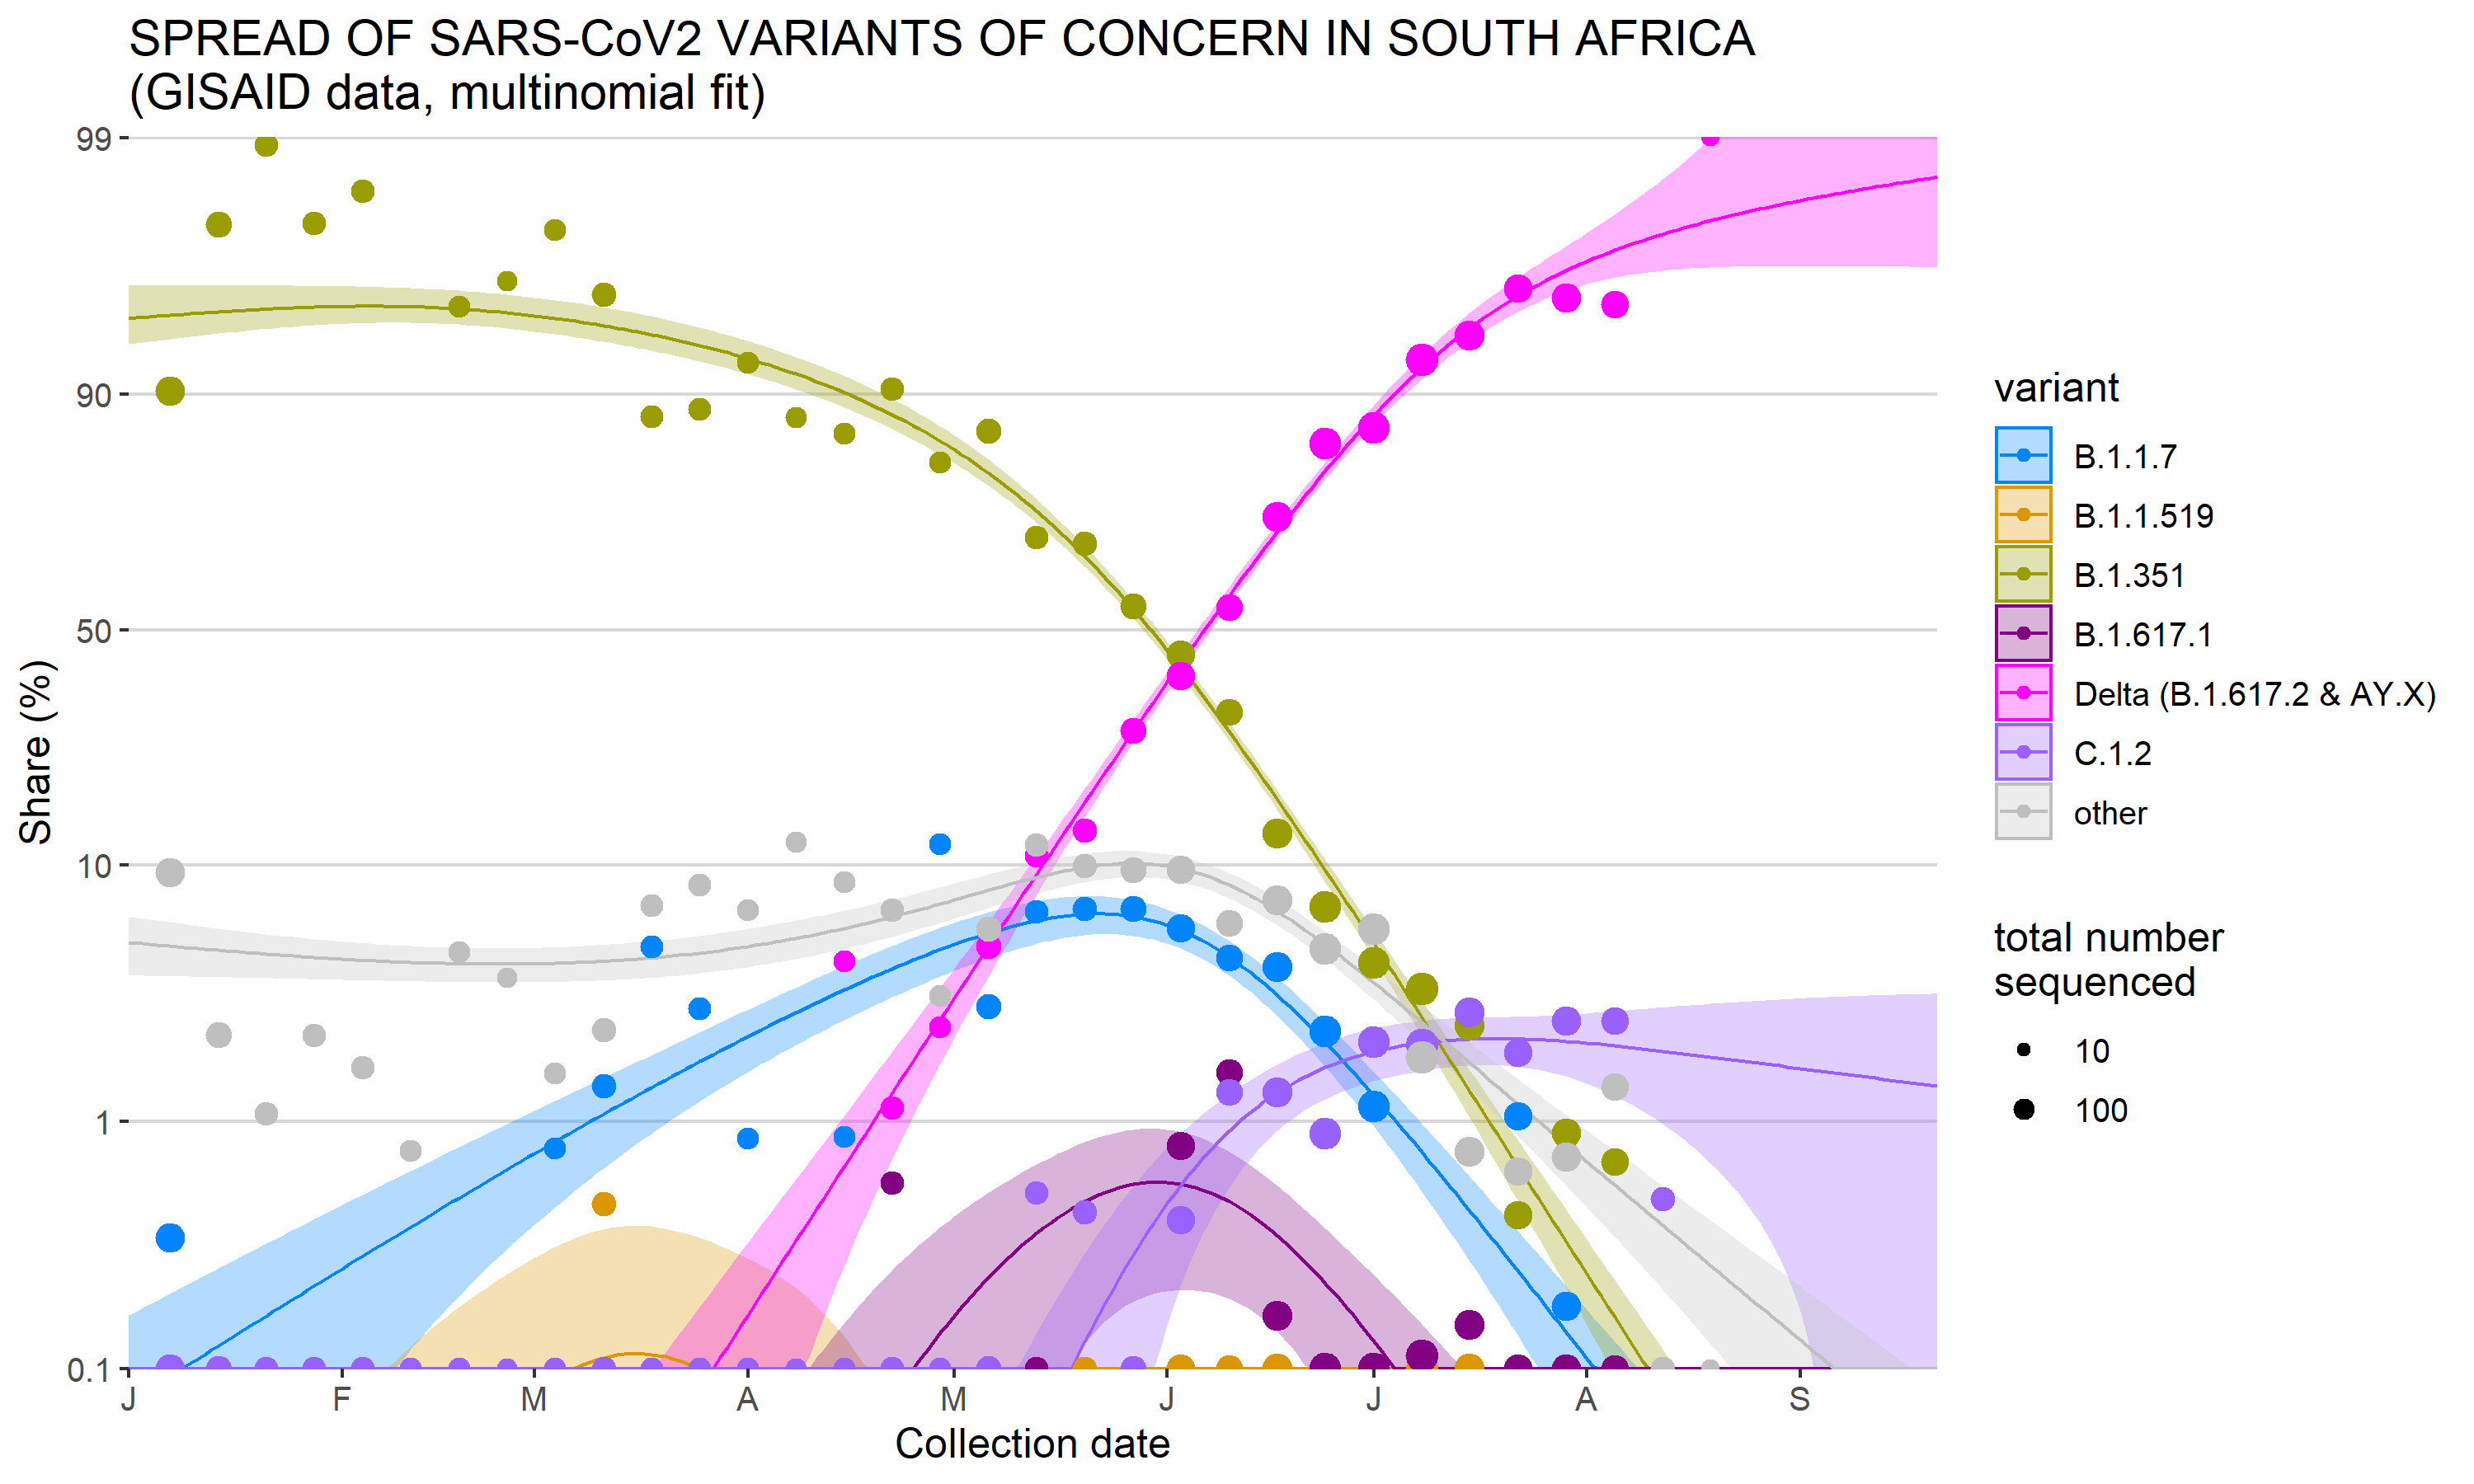 SPREAD OF SARS-CoV2 VARIANTS OF CONCERN IN SOUTH AFRICA
(GISAID data, multinomial fit)
99
90
50
10
1
0.1
Share (%)
J F M A M J J A S
Collection date
variant
B.1.1.7
B.1.1.519
B.1.351
B.1.617.1
Delta (B.1.617.2 & AY.X)
C.1.2
other
total number
sequenced
10
100